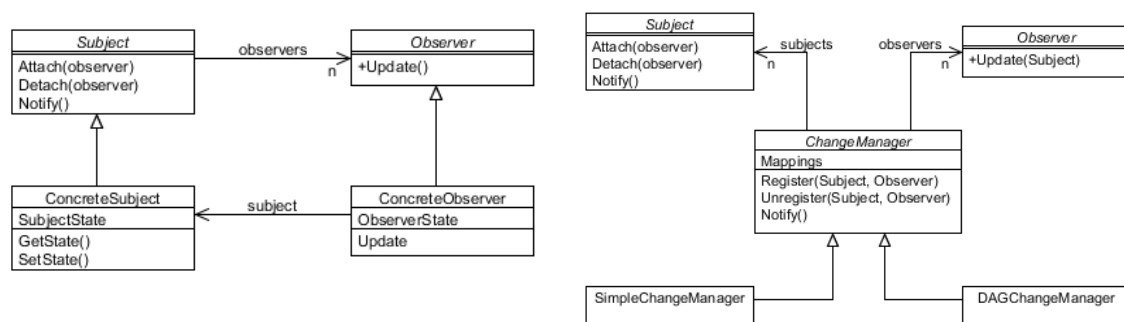 Subject
Attach(observer)
Detach(observer)
Notify()
observers
n
Observer
+Update()
ConcreteSubject
SubjectState
GetState()
SetState()
subject
ConcreteObserver
ObserverState
Update
Subject
Attach(observer)
Detach(observer)
Notify()
subjects
n
observers
n
Observer
+Update(Subject)
ChangeManager
Mappings
Register(Subject, Observer)
Unregister(Subject, Observer)
Notify()
SimpleChangeManager
DAGChangeManager